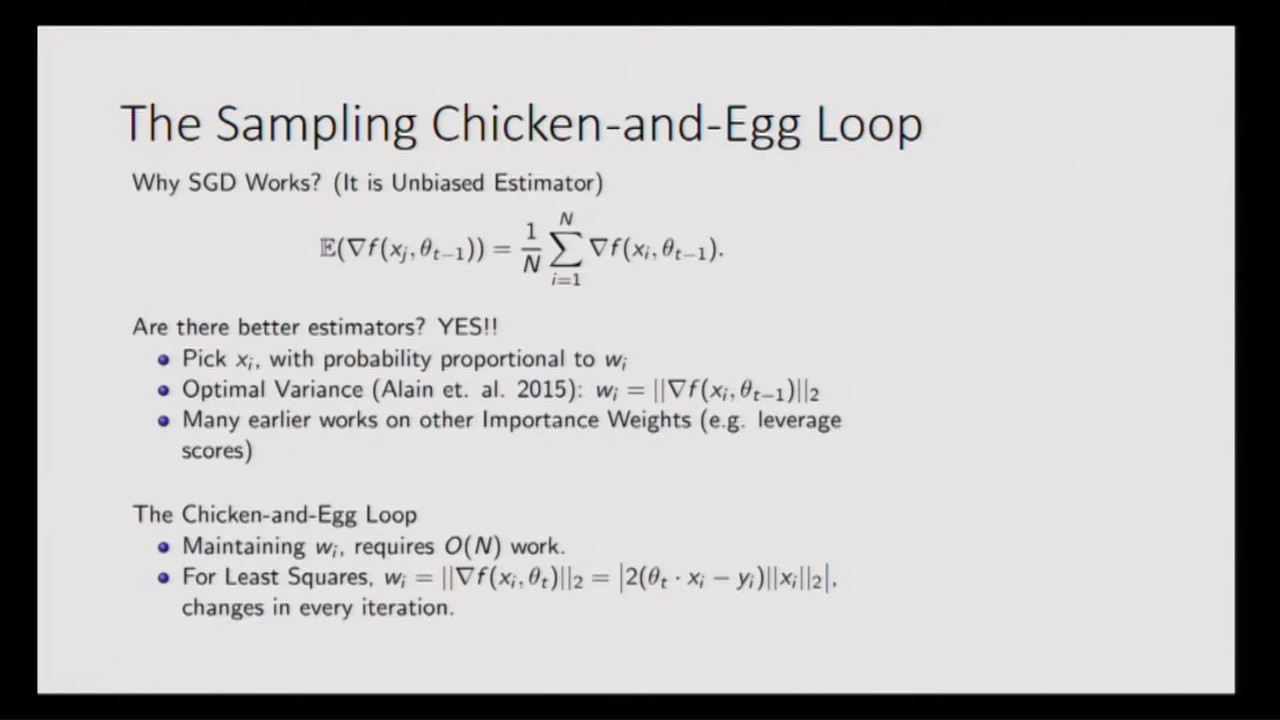 The Sampling Chicken-and-Egg Loop
Why SGD Works? (It is Unbiased Estimator)
𝔼(∇f(x_j, θ_{t−1})) = \frac{1}{N} \sum_{i=1}^{N} ∇f(x_i, θ_{t−1}).
Are there better estimators? YES!!
• Pick x_i, with probability proportional to w_i
• Optimal Variance (Alain et. al. 2015): w_i = ||∇f(x_i, θ_{t−1})||_2
• Many earlier works on other Importance Weights (e.g. leverage
scores)
The Chicken-and-Egg Loop
• Maintaining w_i, requires O(N) work.
• For Least Squares, w_i = ||∇f(x_i, θ_t)||_2 = |2(θ_t · x_i − y_i)||x_i||_2|,
changes in every iteration.